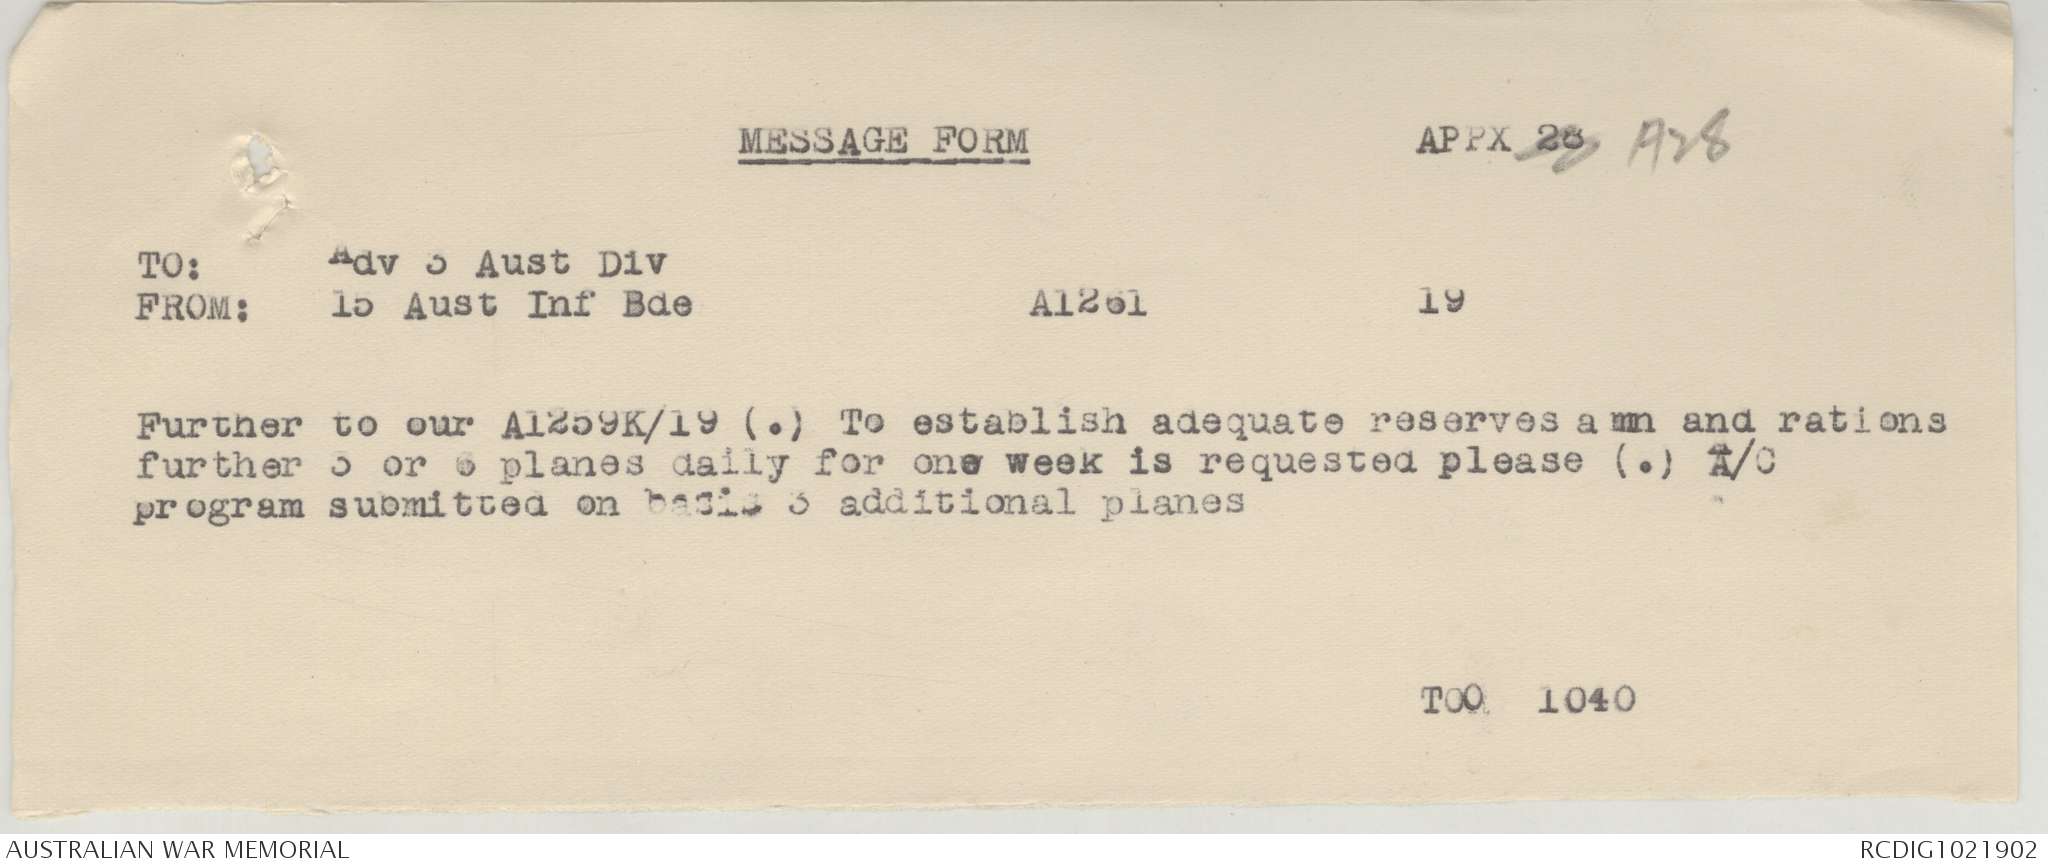 MESSAGE FORM
APPX 28 A28
TO: Adv 3 Aust Div
FROM: 15 Aust Inf Bde A1261 19
Further to our A1259K/19 (.) To establish adequate reserves amn and rations
further 5 or 6 planes daily for one week is requested please (.) A/C
program submitted on basis 3 additional planes
TOO 1040
AUSTRALIAN WAR MEMORIAL
RCDIG1021902